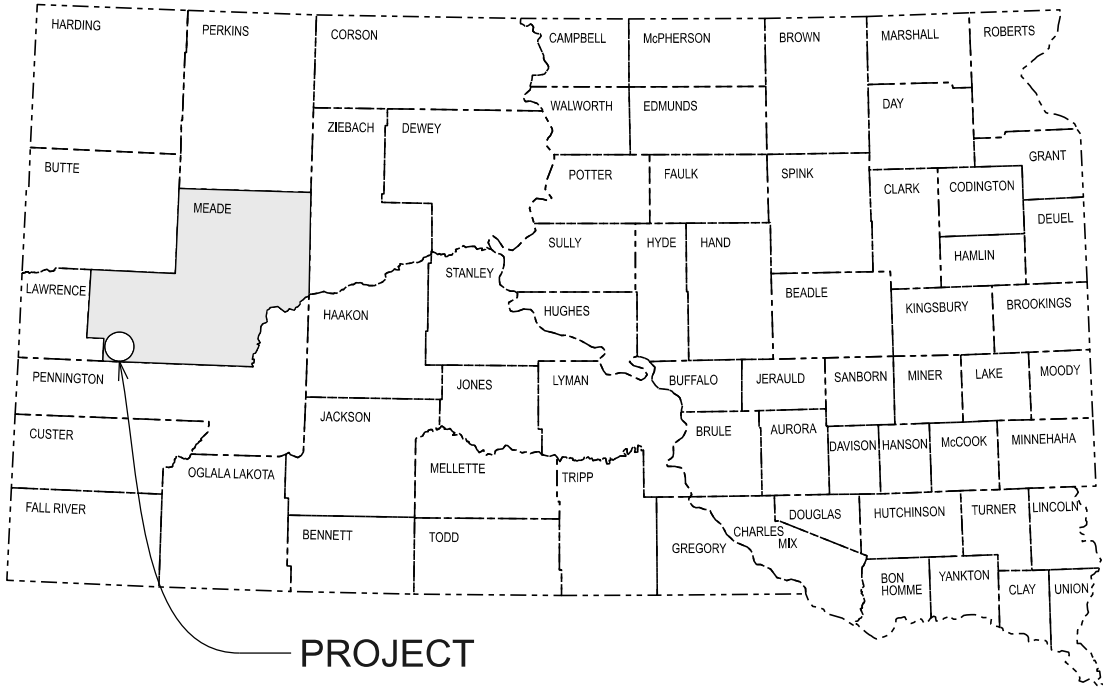 HARDING
PERKINS
CORSON
CAMPBELL
McPHERSON
BROWN
MARSHALL
ROBERTS
WALWORTH
EDMUNDS
DAY
ZIEBACH
DEWEY
GRANT
BUTTE
POTTER
FAULK
SPINK
CLARK
CODINGTON
MEADE
DEUEL
SULLY
HYDE
HAND
HAMLIN
STANLEY
LAWRENCE
BEADLE
KINGSBURY
BROOKINGS
HAAKON
HUGHES
PENNINGTON
JONES
LYMAN
BUFFALO
JERAULD
SANBORN
MINER
LAKE
MOODY
JACKSON
CUSTER
BRULE
AURORA
DAVISON
HANSON
McCOOK
MINNEHAHA
OGLALA LAKOTA
MELLETTE
TRIPP
FALL RIVER
DOUGLAS
HUTCHINSON
TURNER
LINCOLN
BENNETT
TODD
GREGORY
CHARLES
MIX
BON
HOMME
YANKTON
CLAY
UNION
PROJECT